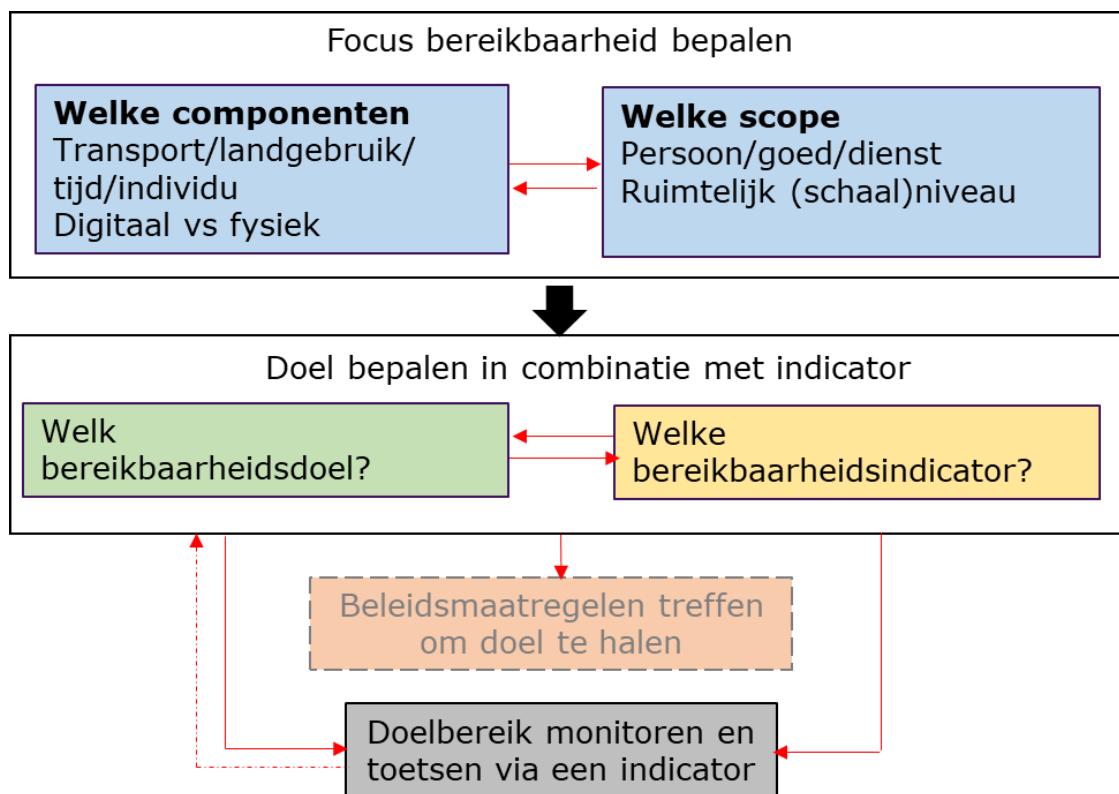 Focus bereikbaarheid bepalen
Welke componenten
Transport/landgebruik/
tijd/individu
Digitaal vs fysiek
Welke scope
Persoon/goed/dienst
Ruimtelijk (schaal)niveau
Doel bepalen in combinatie met indicator
Welk
bereikbaarheidsdoel?
Welke
bereikbaarheidsindicator?
Beleidsmaatregelen treffen
om doel te halen
Doelbereik monitoren en
toetsen via een indicator